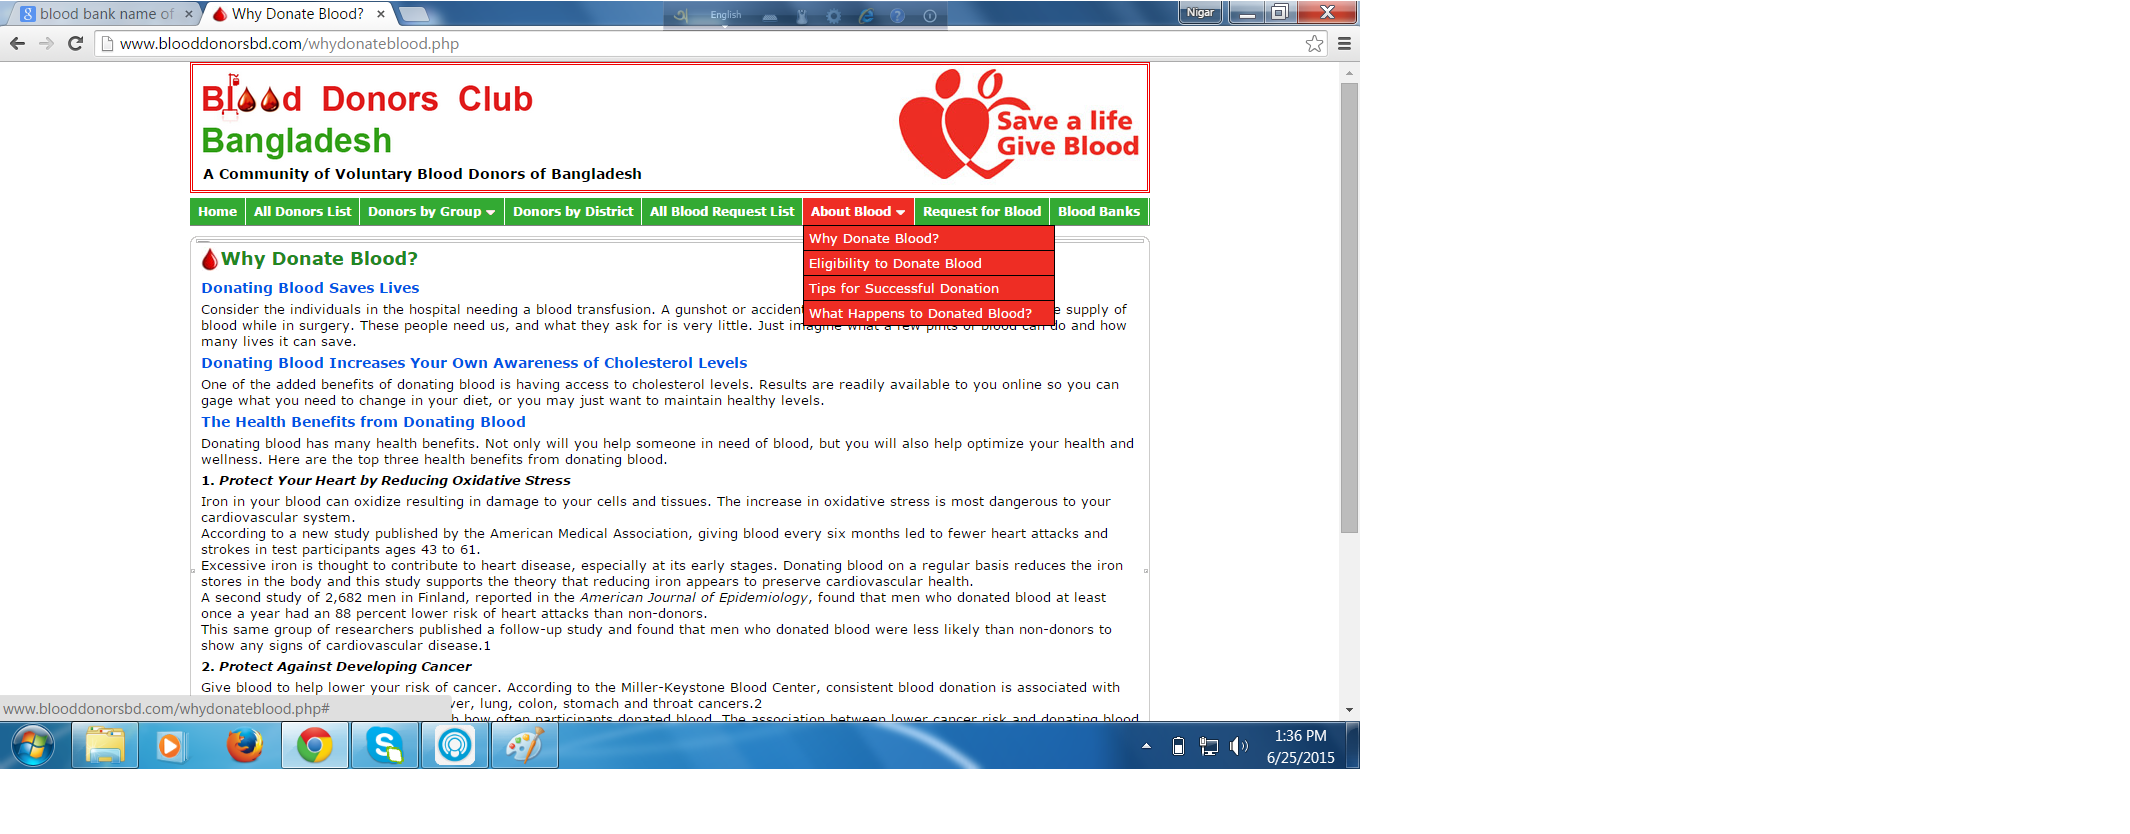 blood bank name of
Why Donate Blood?
English
Nigar
www.blooddonorsbd.com/whydonateblood.php
Blood Donors Club
Bangladesh
A Community of Voluntary Blood Donors of Bangladesh
Save a life
Give Blood
Home All Donors List Donors by Group Donors by District All Blood Request List About Blood Request for Blood Blood Banks
Why Donate Blood?
Eligibility to Donate Blood
Tips for Successful Donation
What Happens to Donated Blood?
Why Donate Blood?
Donating Blood Saves Lives
Consider the individuals in the hospital needing a blood transfusion. A gunshot or accident supply of
blood while in surgery. These people need us, and what they ask for is very little. Just imagine what a few pints of blood can do and how
many lives it can save.
Donating Blood Increases Your Own Awareness of Cholesterol Levels
One of the added benefits of donating blood is having access to cholesterol levels. Results are readily available to you online so you can
gage what you need to change in your diet, or you may just want to maintain healthy levels.
The Health Benefits from Donating Blood
Donating blood has many health benefits. Not only will you help someone in need of blood, but you will also help optimize your health and
wellness. Here are the top three health benefits from donating blood.
1. Protect Your Heart by Reducing Oxidative Stress
Iron in your blood can oxidize resulting in damage to your cells and tissues. The increase in oxidative stress is most dangerous to your
cardiovascular system.
According to a new study published by the American Medical Association, giving blood every six months led to fewer heart attacks and
strokes in test participants ages 43 to 61.
Excessive iron is thought to contribute to heart disease, especially at its early stages. Donating blood on a regular basis reduces the iron
stores in the body and this study supports the theory that reducing iron appears to preserve cardiovascular health.
A second study of 2,682 men in Finland, reported in the American Journal of Epidemiology, found that men who donated blood at least
once a year had an 88 percent lower risk of heart attacks than non-donors.
This same group of researchers published a follow-up study and found that men who donated blood were less likely than non-donors to
show any signs of cardiovascular disease.1
2. Protect Against Developing Cancer
Give blood to help lower your risk of cancer. According to the Miller-Keystone Blood Center, consistent blood donation is associated with
ver, lung, colon, stomach and throat cancers.2
how often participants donated blood. The association between lower cancer risk and donating blood
www.blooddonorsbd.com/whydonateblood.php#
1:36 PM
6/25/2015